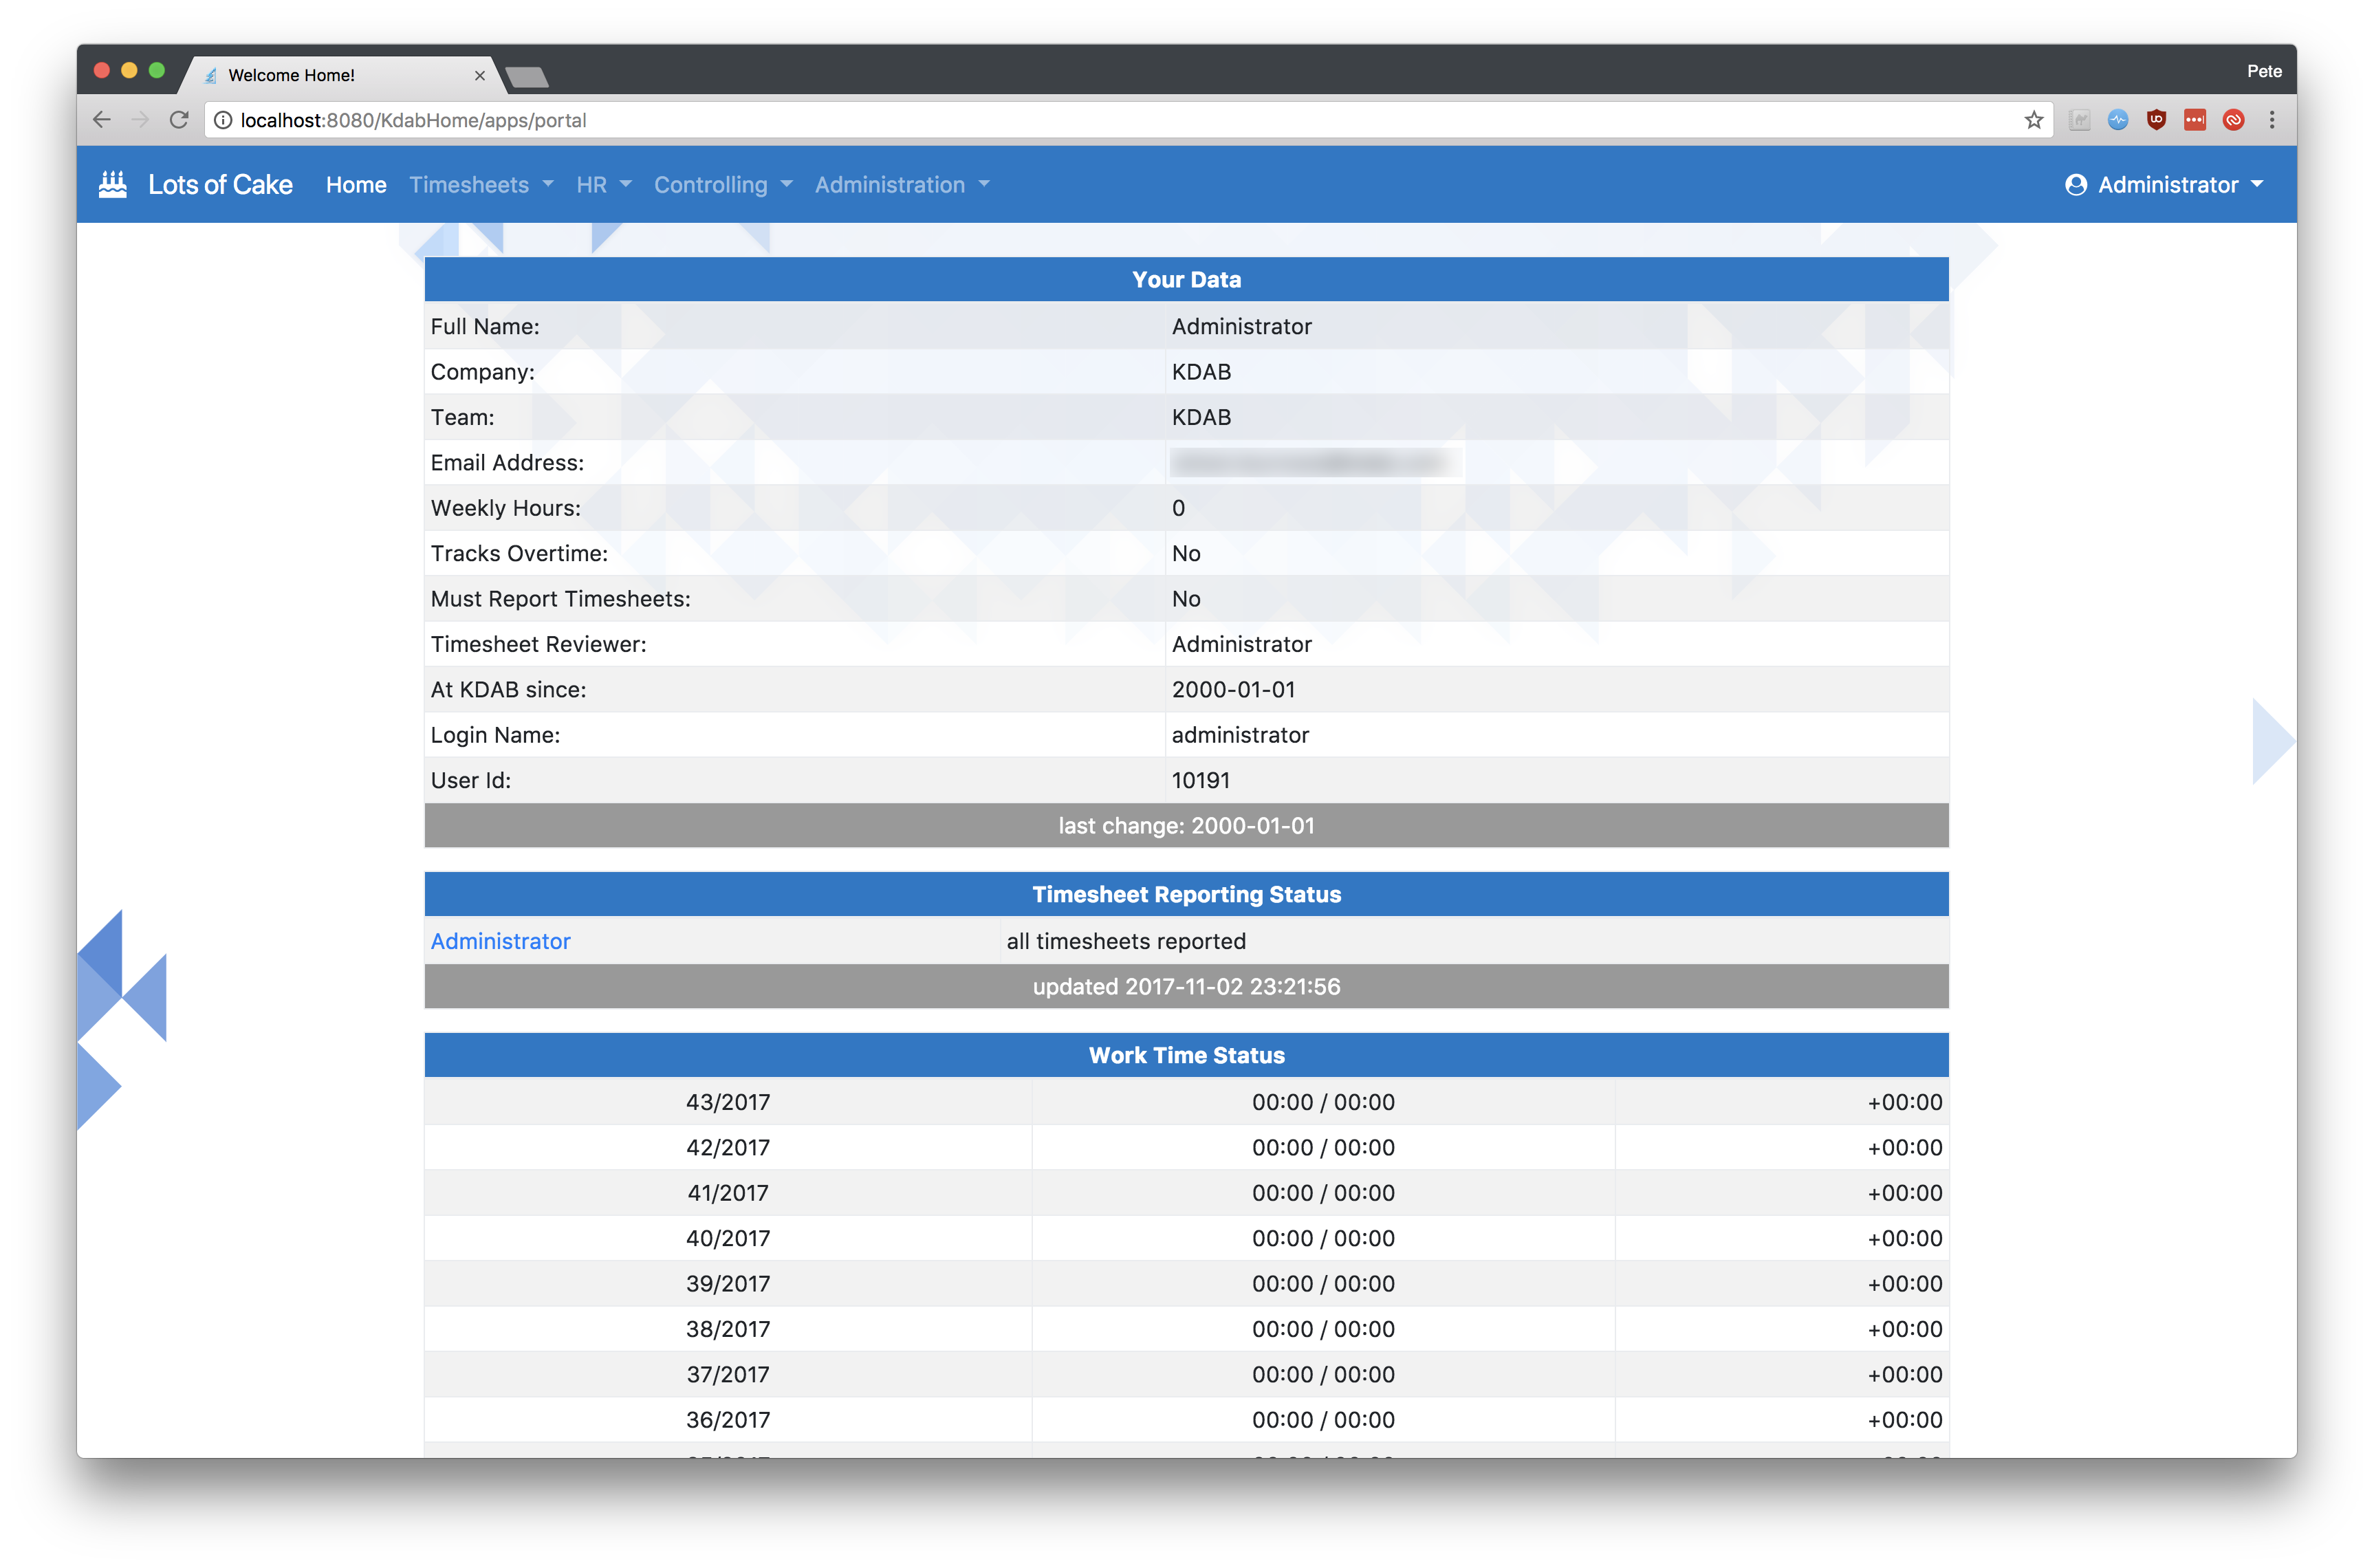 Welcome Home!
Pete
localhost:8080/KdabHome/apps/portal
Lots of Cake Home Timesheets HR Controlling Administration Administrator
Your Data
Full Name: Administrator
Company: KDAB
Team: KDAB
Email Address:
Weekly Hours: 0
Tracks Overtime: No
Must Report Timesheets: No
Timesheet Reviewer: Administrator
At KDAB since: 2000-01-01
Login Name: administrator
User Id: 10191
last change: 2000-01-01
Timesheet Reporting Status
Administrator all timesheets reported
updated 2017-11-02 23:21:56
Work Time Status
43/2017 00:00 / 00:00 +00:00
42/2017 00:00 / 00:00 +00:00
41/2017 00:00 / 00:00 +00:00
40/2017 00:00 / 00:00 +00:00
39/2017 00:00 / 00:00 +00:00
38/2017 00:00 / 00:00 +00:00
37/2017 00:00 / 00:00 +00:00
36/2017 00:00 / 00:00 +00:00